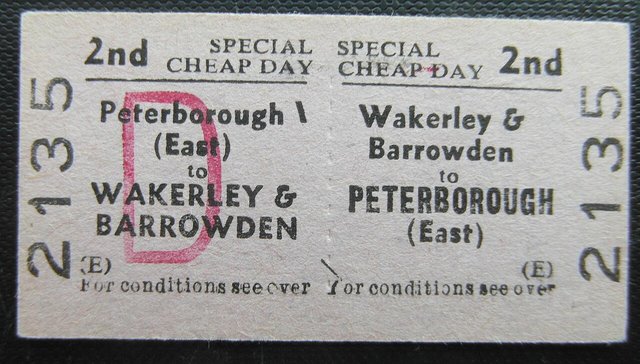 2135
2nd SPECIAL
CHEAP DAY
Peterborough \
(East)
to
WAKERLEY &
BARROWDEN
D
(E)
For conditions see over
SPECIAL 2nd
CHEAP DAY
Wakerley &
Barrowden
to
PETERBOROUGH
(East)
(E)
For conditions see over
2135